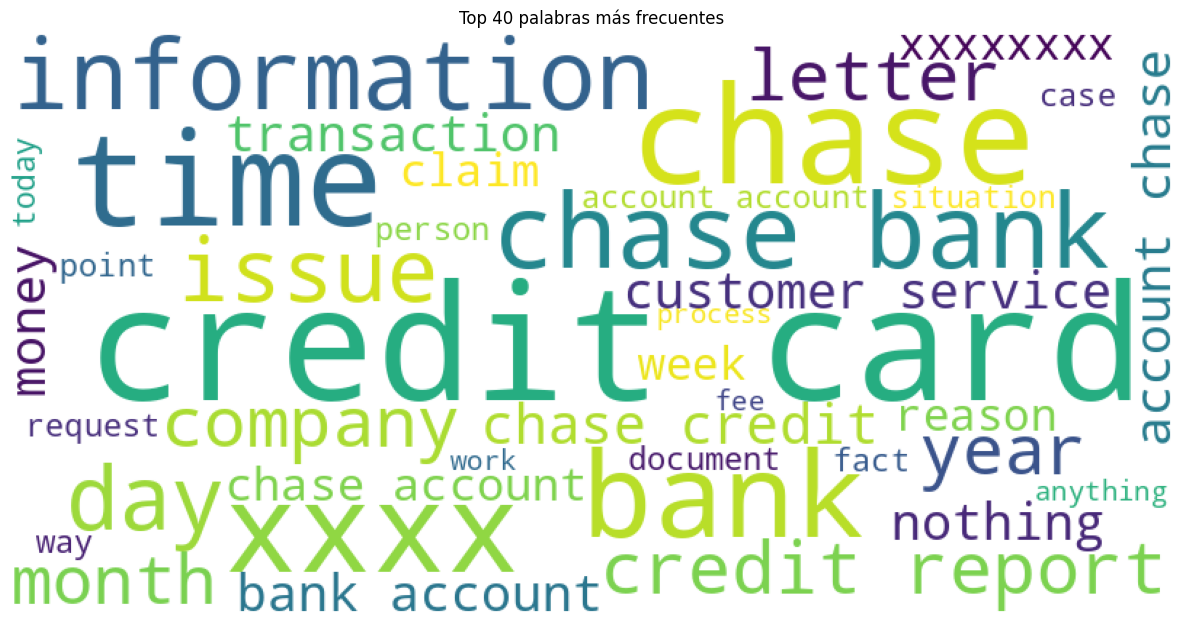 Top 40 palabras más frecuentes
xxxxxxxx
information
letter
case
chase
transaction
time
claim
today
account account
situation
person
chase bank
issue
point
money
customer service
account chase
credit card
process
week
fee
company
chase credit
reason
request
year
work
document
fact
day
chase account
bank
anything
xxxx
nothing
way
month
credit report
bank account